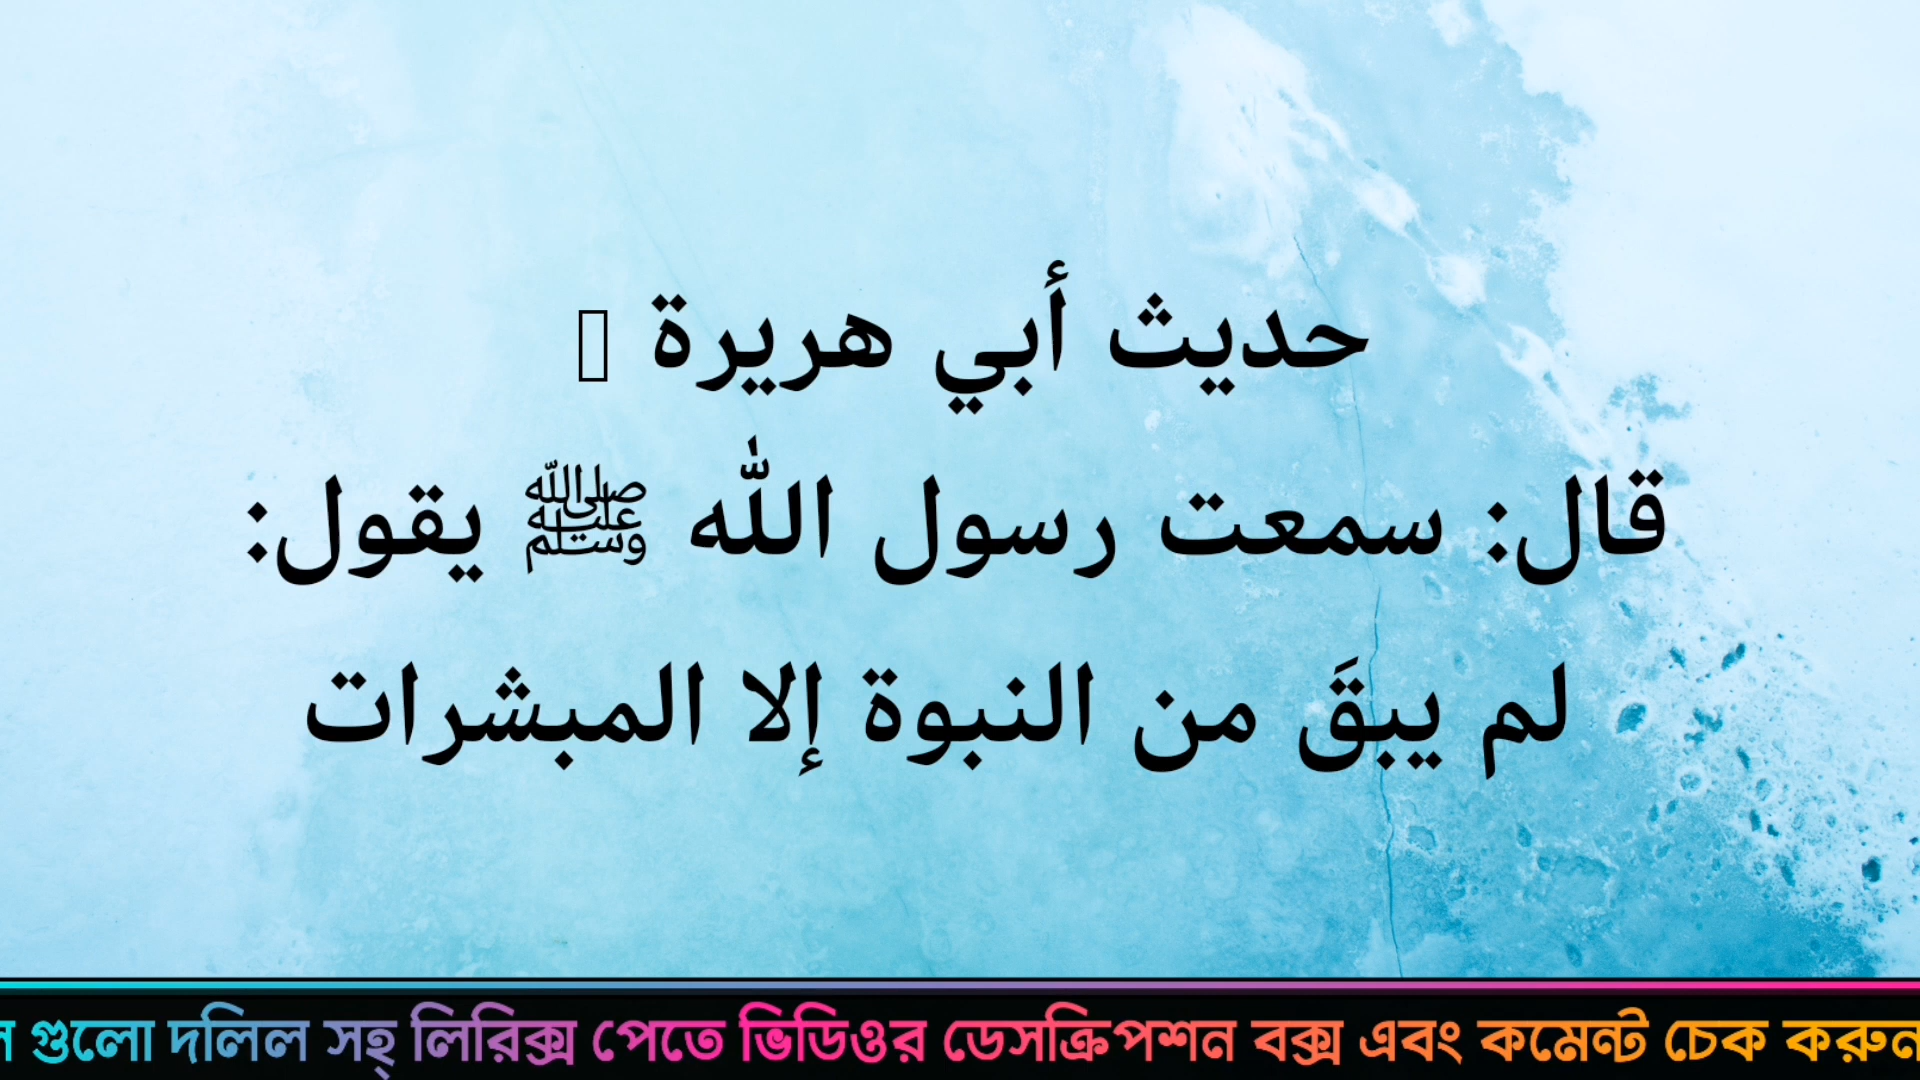 حديث أبي هريرة
قال: سمعت رسول الله ﷺ يقول:
لم يبقَ من النبوة إلا المبشرات
গুলো দলিল সহ্ লিরিক্স পেতে ভিডিওর ডেসক্রিপশন বক্স এবং কমেন্ট চেক করুন